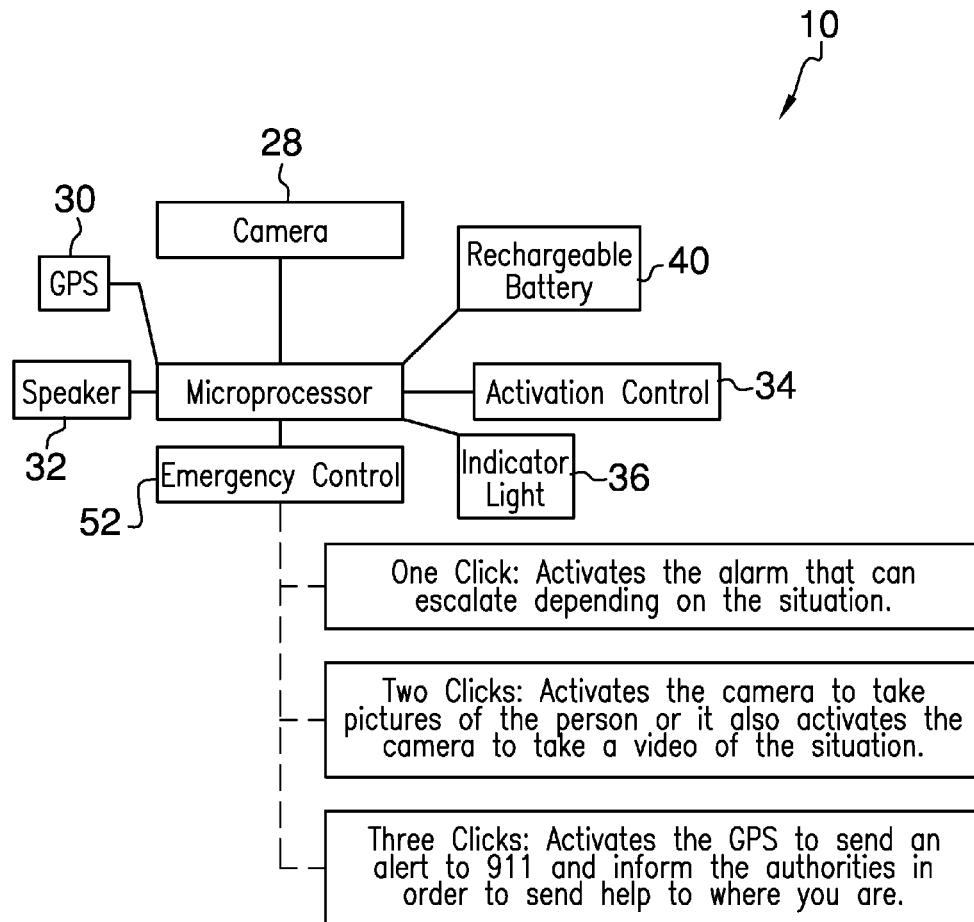 10
28
Camera
30
GPS
Rechargeable
Battery
40
Speaker
32
Microprocessor
Activation Control
34
Emergency Control
52
Indicator
Light
36
One Click: Activates the alarm that can
escalate depending on the situation.
Two Clicks: Activates the camera to take
pictures of the person or it also activates the
camera to take a video of the situation.
Three Clicks: Activates the GPS to send an
alert to 911 and inform the authorities in
order to send help to where you are.